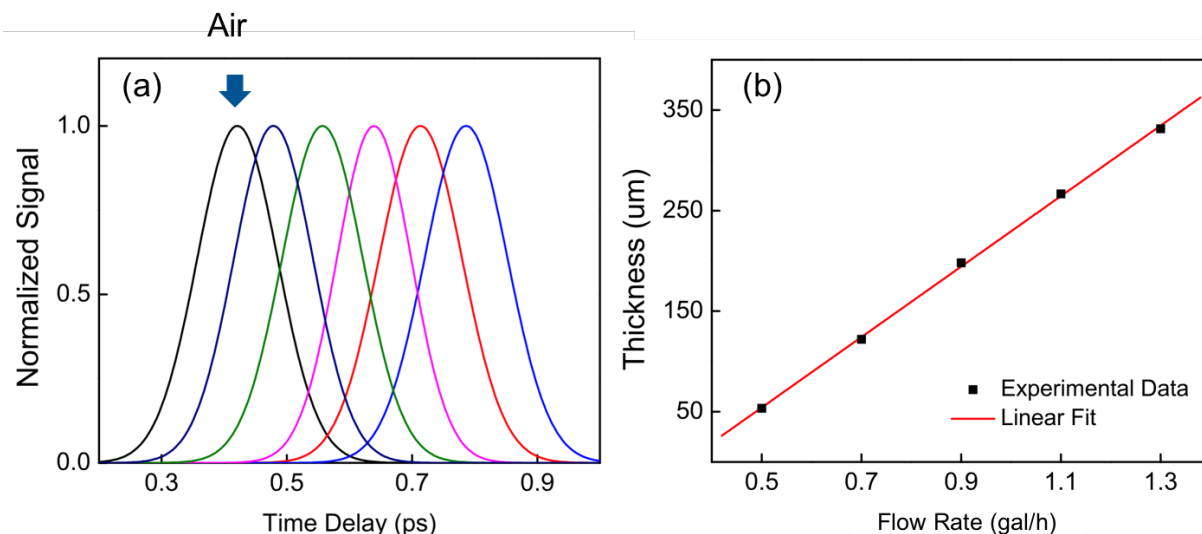 Air
(a)
1.0
0.5
0.0
0.3 0.5 0.7 0.9
Normalized Signal
Time Delay (ps)
(b)
350
250
150
50
0.5 0.7 0.9 1.1 1.3
Thickness (um)
Flow Rate (gal/h)
Experimental Data
Linear Fit